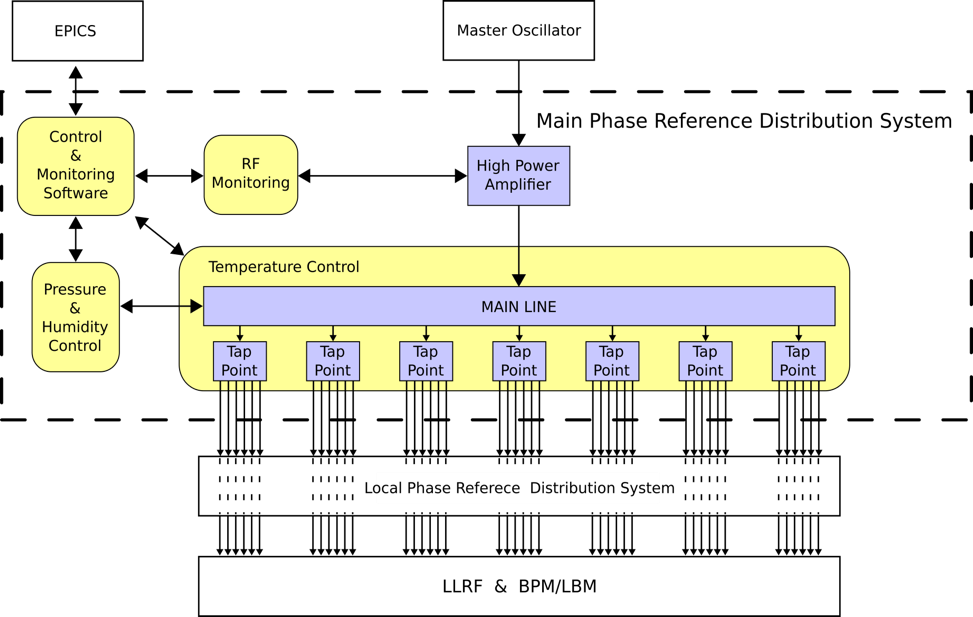 EPICS
Master Oscillator
Main Phase Reference Distribution System
Control
&
Monitoring
Software
RF
Monitoring
High Power
Amplifier
Temperature Control
Pressure
&
Humidity
Control
MAIN LINE
Tap
Point
Tap
Point
Tap
Point
Tap
Point
Tap
Point
Tap
Point
Tap
Point
Local Phase Referece Distribution System
LLRF & BPM/LBM